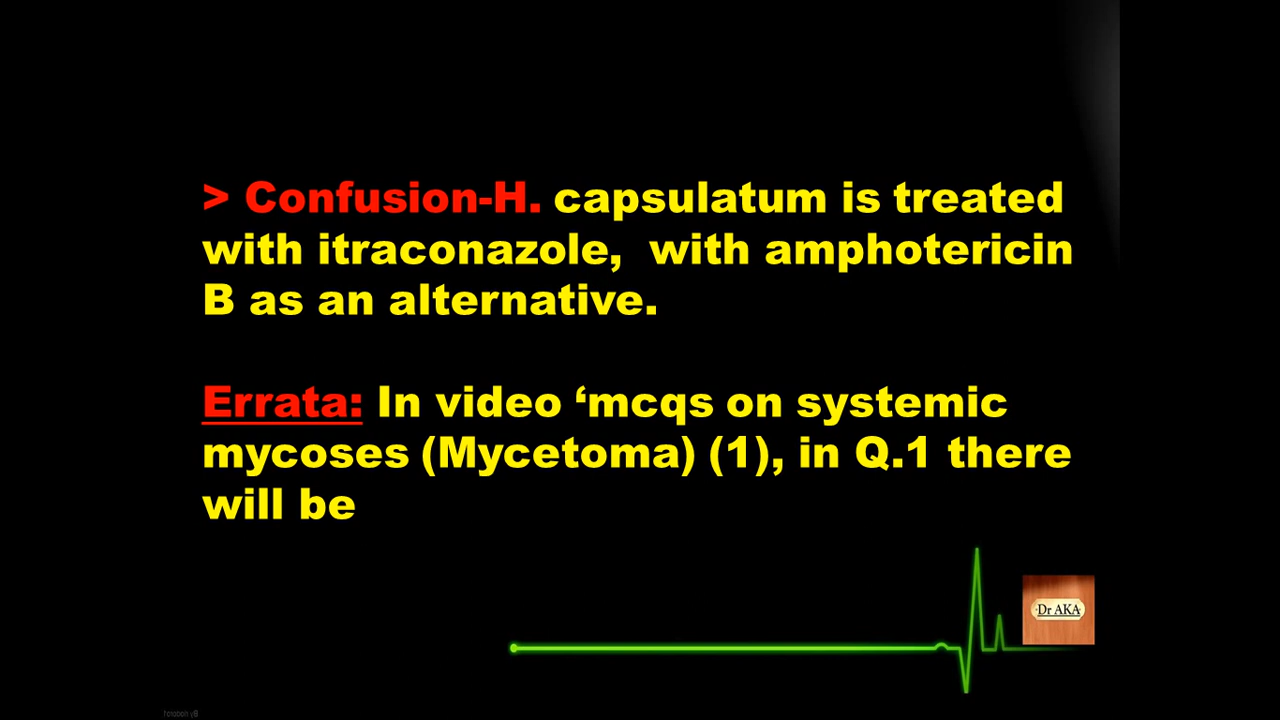 > Confusion-H. capsulatum is treated
with itraconazole,  with amphotericin
B as an alternative.
Errata: In video ‘mcqs on systemic
mycoses (Mycetoma) (1), in Q.1 there
will be
Dr AKA